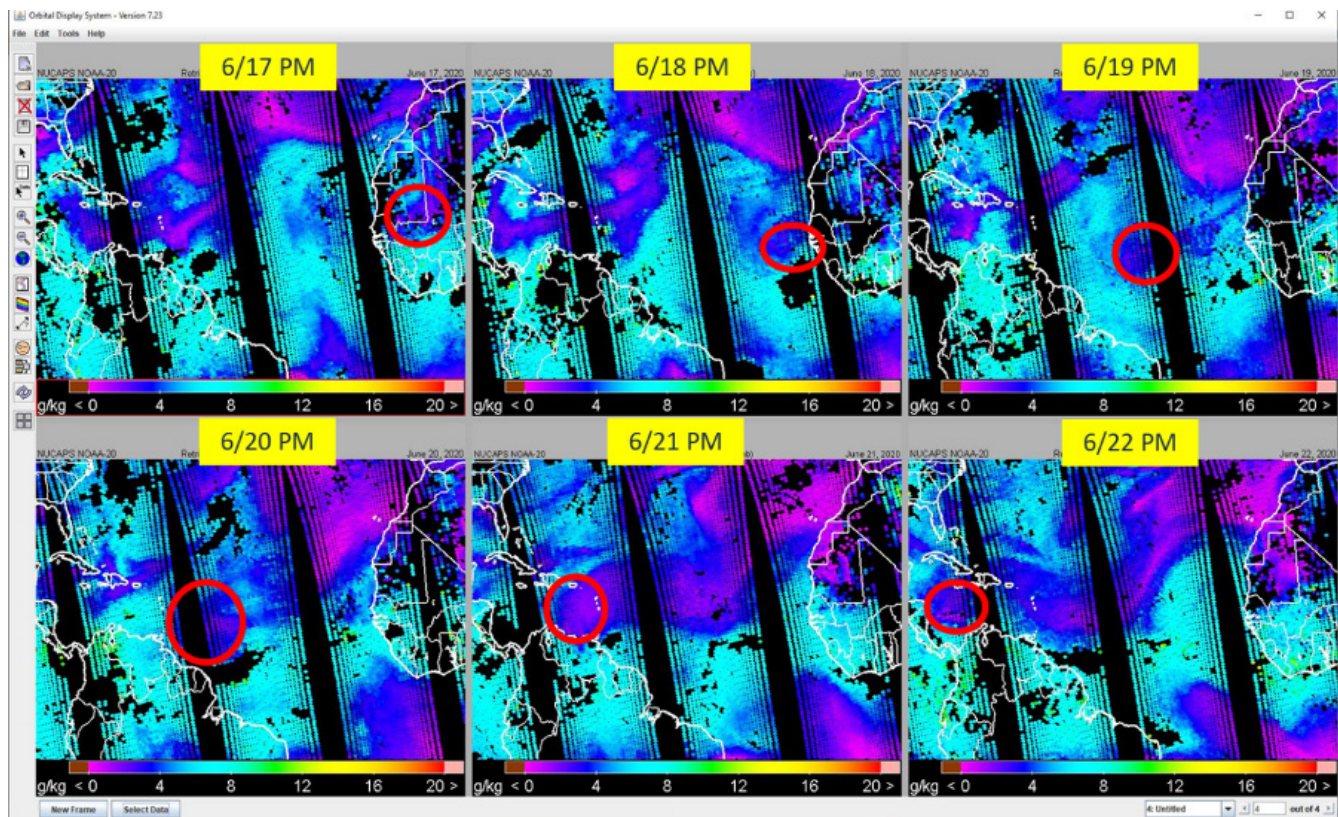 Orbital Display System - Version 7.23
File Edit Tools Help
6/17 PM
NUCAPS NOAA-20 June 17, 2020
g/kg < 0 4 8 12 16 20 >
6/18 PM
NUCAPS NOAA-20 June 18, 2020
g/kg < 0 4 8 12 16 20 >
6/19 PM
NUCAPS NOAA-20 June 19, 2020
g/kg < 0 4 8 12 16 20 >
6/20 PM
NUCAPS NOAA-20 June 20, 2020
g/kg < 0 4 8 12 16 20 >
6/21 PM
NUCAPS NOAA-20 June 21, 2020
g/kg < 0 4 8 12 16 20 >
6/22 PM
NUCAPS NOAA-20 June 22, 2020
g/kg < 0 4 8 12 16 20 >
New Frame Select Data 4: Untitled 4 out of 4